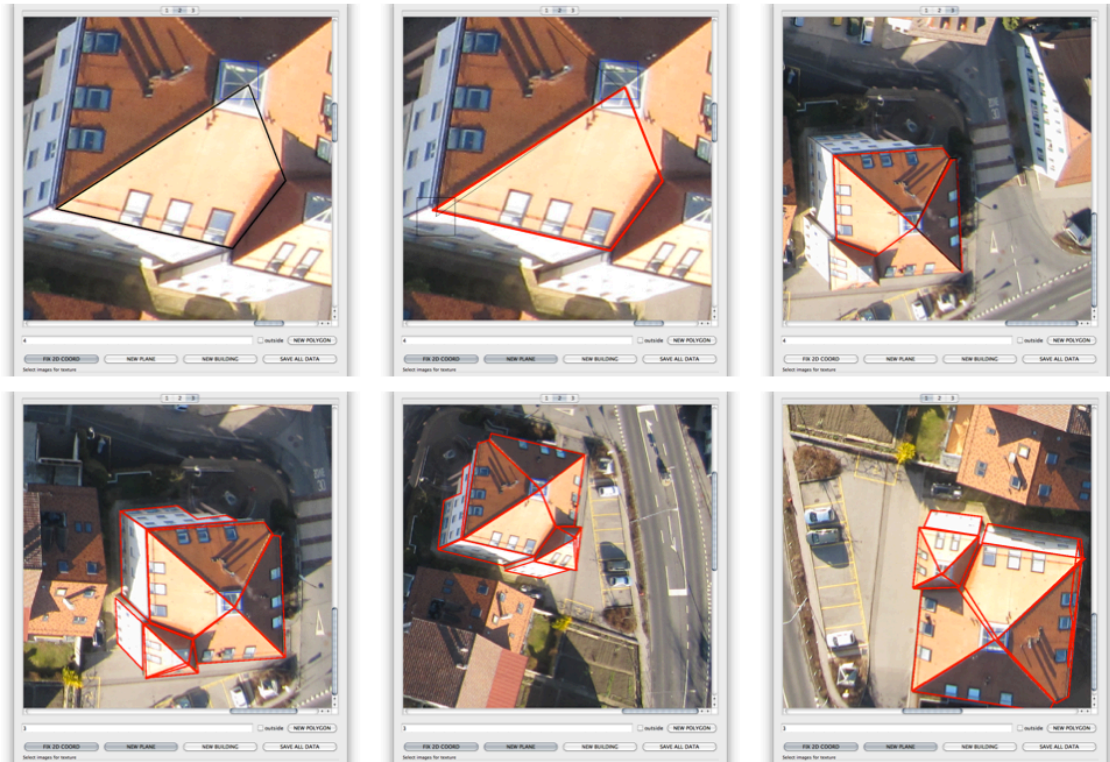 1 2 3
1 2 3
1 2 3
4 outside NEW POLYGON
4 outside NEW POLYGON
4 outside NEW POLYGON
FIX 2D COORD NEW PLANE NEW BUILDING SAVE ALL DATA
FIX 2D COORD NEW PLANE NEW BUILDING SAVE ALL DATA
FIX 2D COORD NEW PLANE NEW BUILDING SAVE ALL DATA
Select images for texture
Select images for texture
Select images for texture
1 2 3
1 2 3
1 2 3
3 outside NEW POLYGON
3 outside NEW POLYGON
3 outside NEW POLYGON
FIX 2D COORD NEW PLANE NEW BUILDING SAVE ALL DATA
FIX 2D COORD NEW PLANE NEW BUILDING SAVE ALL DATA
FIX 2D COORD NEW PLANE NEW BUILDING SAVE ALL DATA
Select images for texture
Select images for texture
Select images for texture